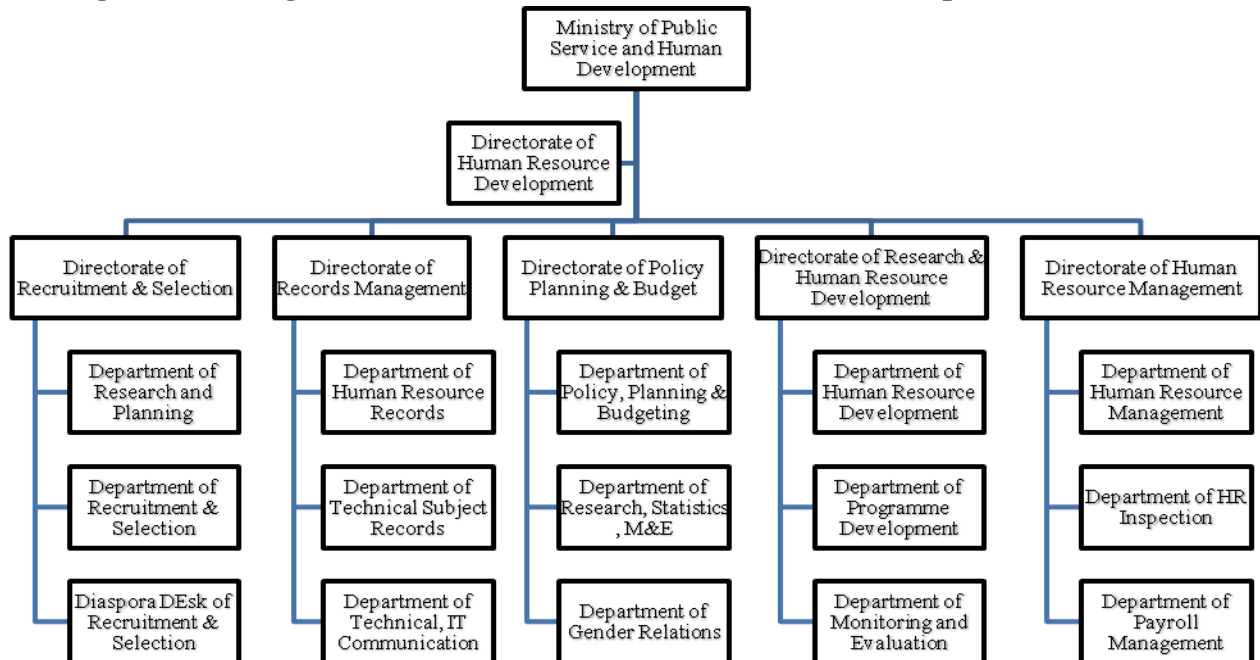 Ministry of Public
Service and Human
Development
Directorate of
Human Resource
Development
Directorate of
Recruitment & Selection
Directorate of
Records Management
Directorate of Policy
Planning & Budget
Directorate of Research &
Human Resource
Development
Directorate of Human
Resource Management
Department of
Research and
Planning
Department of
Recruitment &
Selection
Diaspora DEsk of
Recruitment &
Selection
Department of
Human Resource
Records
Department of
Technical Subject
Records
Department of
Technical, IT
Communication
Department of
Policy, Planning &
Budgeting
Department of
Research, Statistics
, M&E
Department of
Gender Relations
Department of
Human Resource
Development
Department of
Programme
Development
Department of
Monitoring and
Evaluation
Department of
Human Resource
Management
Department of HR
Inspection
Department of
Payroll
Management